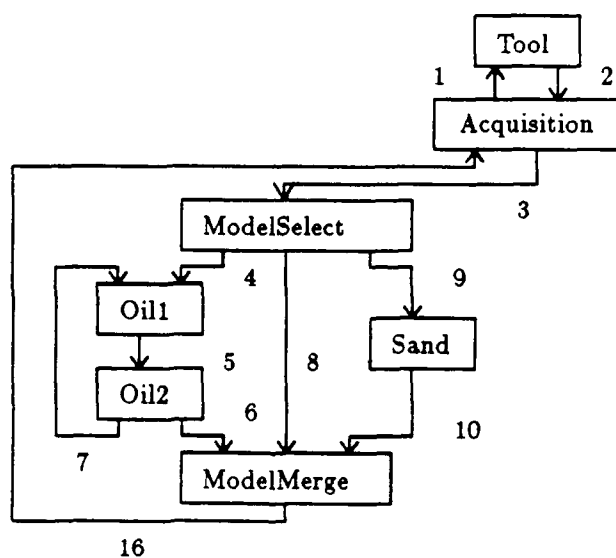 Tool
1
2
Acquisition
3
ModelSelect
4
9
Oil1
Sand
5
8
Oil2
6
10
7
ModelMerge
16